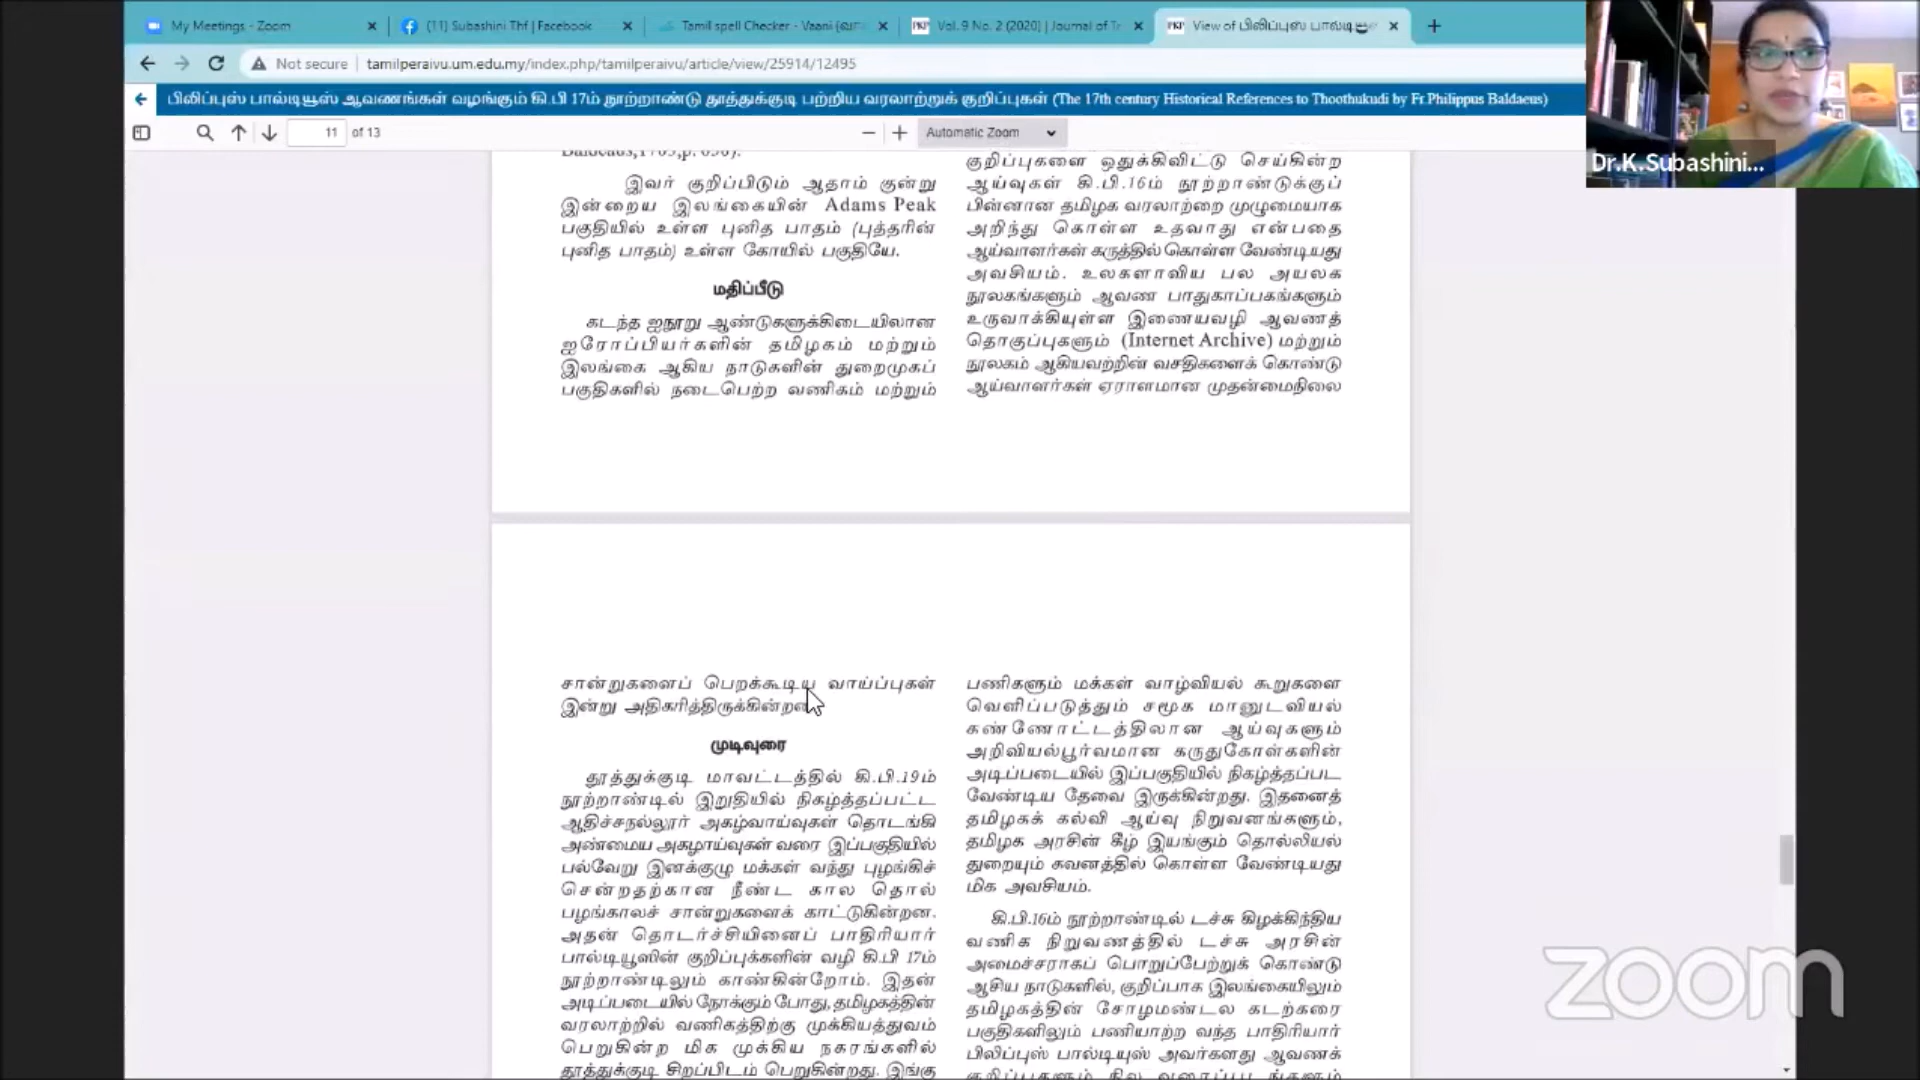 My Meetings - Zoom
(11) Subashini Thf | Facebook
Tamil spell Checker - Vaani (வா
Vol. 9 No. 2 (2020) | Journal of T
View of பிலிப்புஸ் பால்டியூஸ்
Not secure
tamilperaivu.um.edu.my/index.php/tamilperaivu/article/view/25914/12495
பிலிப்புஸ் பால்டியூஸ் ஆவணங்கள் வழங்கும் கி.பி 17ம் நூற்றாண்டு தூத்துக்குடி பற்றிய வரலாற்றுக் குறிப்புகள் (The 17th century Historical References to Thoothukudi by Fr.Philippus Baldaeus)
11 of 13
Automatic Zoom
Dr.K.Subashini...
இவர் குறிப்பிடும் ஆதாம் குன்று
இன்றைய இலங்கையின் Adams Peak
பகுதியில் உள்ள புனித பாதம் (புத்தரின்
புனித பாதம்) உள்ள கோயில் பகுதியே.
மதிப்பீடு
கடந்த ஐநூறு ஆண்டுகளுக்கிடையிலான
ஐரோப்பியர்களின் தமிழகம் மற்றும்
இலங்கை ஆகிய நாடுகளின் துறைமுகப்
பகுதிகளில் நடைபெற்ற வணிகம் மற்றும்
குறிப்புகளை ஒதுக்கிவிட்டு செய்கின்ற
ஆய்வுகள் கி.பி.16ம் நூற்றாண்டுக்குப்
பின்னான தமிழக வரலாற்றை முழுமையாக
அறிந்து கொள்ள உதவாது என்பதை
ஆய்வாளர்கள் கருத்தில் கொள்ள வேண்டியது
அவசியம். உலகளாவிய பல அயலக
நூலகங்களும் ஆவண பாதுகாப்பகங்களும்
உருவாக்கியுள்ள இணையவழி ஆவணத்
தொகுப்புகளும் (Internet Archive) மற்றும்
நூலகம் ஆகியவற்றின் வசதிகளைக் கொண்டு
ஆய்வாளர்கள் ஏராளமான முதன்மைநிலை
சான்றுகளைப் பெறக்கூடிய வாய்ப்புகள்
இன்று அதிகரித்திருக்கின்றன
முடிவுரை
தூத்துக்குடி மாவட்டத்தில் கி.பி.19ம்
நூற்றாண்டில் இறுதியில் நிகழ்த்தப்பட்ட
ஆதிச்சநல்லூர் அகழ்வாய்வுகள் தொடங்கி
அண்மைய அகழாய்வுகள் வரை இப்பகுதியில்
பல்வேறு இனக்குழு மக்கள் வந்து புழங்கிச்
சென்றதற்கான நீண்ட கால தொல்
பழங்காலச் சான்றுகளைக் காட்டுகின்றன.
அதன் தொடர்ச்சியினைப் பாதிரியார்
பால்டியூஸின் குறிப்புக்களின் வழி கி.பி 17ம்
நூற்றாண்டிலும் காண்கின்றோம். இதன்
அடிப்படையில் நோக்கும் போது, தமிழகத்தின்
வரலாற்றில் வணிகத்திற்கு முக்கியத்துவம்
பெறுகின்ற மிக முக்கிய நகரங்களில்
தூத்துக்குடி சிறப்பிடம் பெறுகின்றது. இங்கு
பணிகளும் மக்கள் வாழ்வியல் கூறுகளை
வெளிப்படுத்தும் சமூக மானுடவியல்
கண்ணோட்டத்திலான ஆய்வுகளும்
அறிவியல்பூர்வமான கருதுகோள்களின்
அடிப்படையில் இப்பகுதியில் நிகழ்த்தப்பட
வேண்டிய தேவை இருக்கின்றது. இதனைத்
தமிழகக் கல்வி ஆய்வு நிறுவனங்களும்,
தமிழக அரசின் கீழ் இயங்கும் தொல்லியல்
துறையும் கவனத்தில் கொள்ள வேண்டியது
மிக அவசியம்.
கி.பி.16ம் நூற்றாண்டில் டச்சு கிழக்கிந்திய
வணிக நிறுவனத்தில் டச்சு அரசின்
அமைச்சராகப் பொறுப்பேற்றுக் கொண்டு
ஆசிய நாடுகளில், குறிப்பாக இலங்கையிலும்
தமிழகத்தின் சோழமண்டல கடற்கரை
பகுதிகளிலும் பணியாற்ற வந்த பாதிரியார்
பிலிப்புஸ் பால்டியுஸ் அவர்களது ஆவணக்
zoom